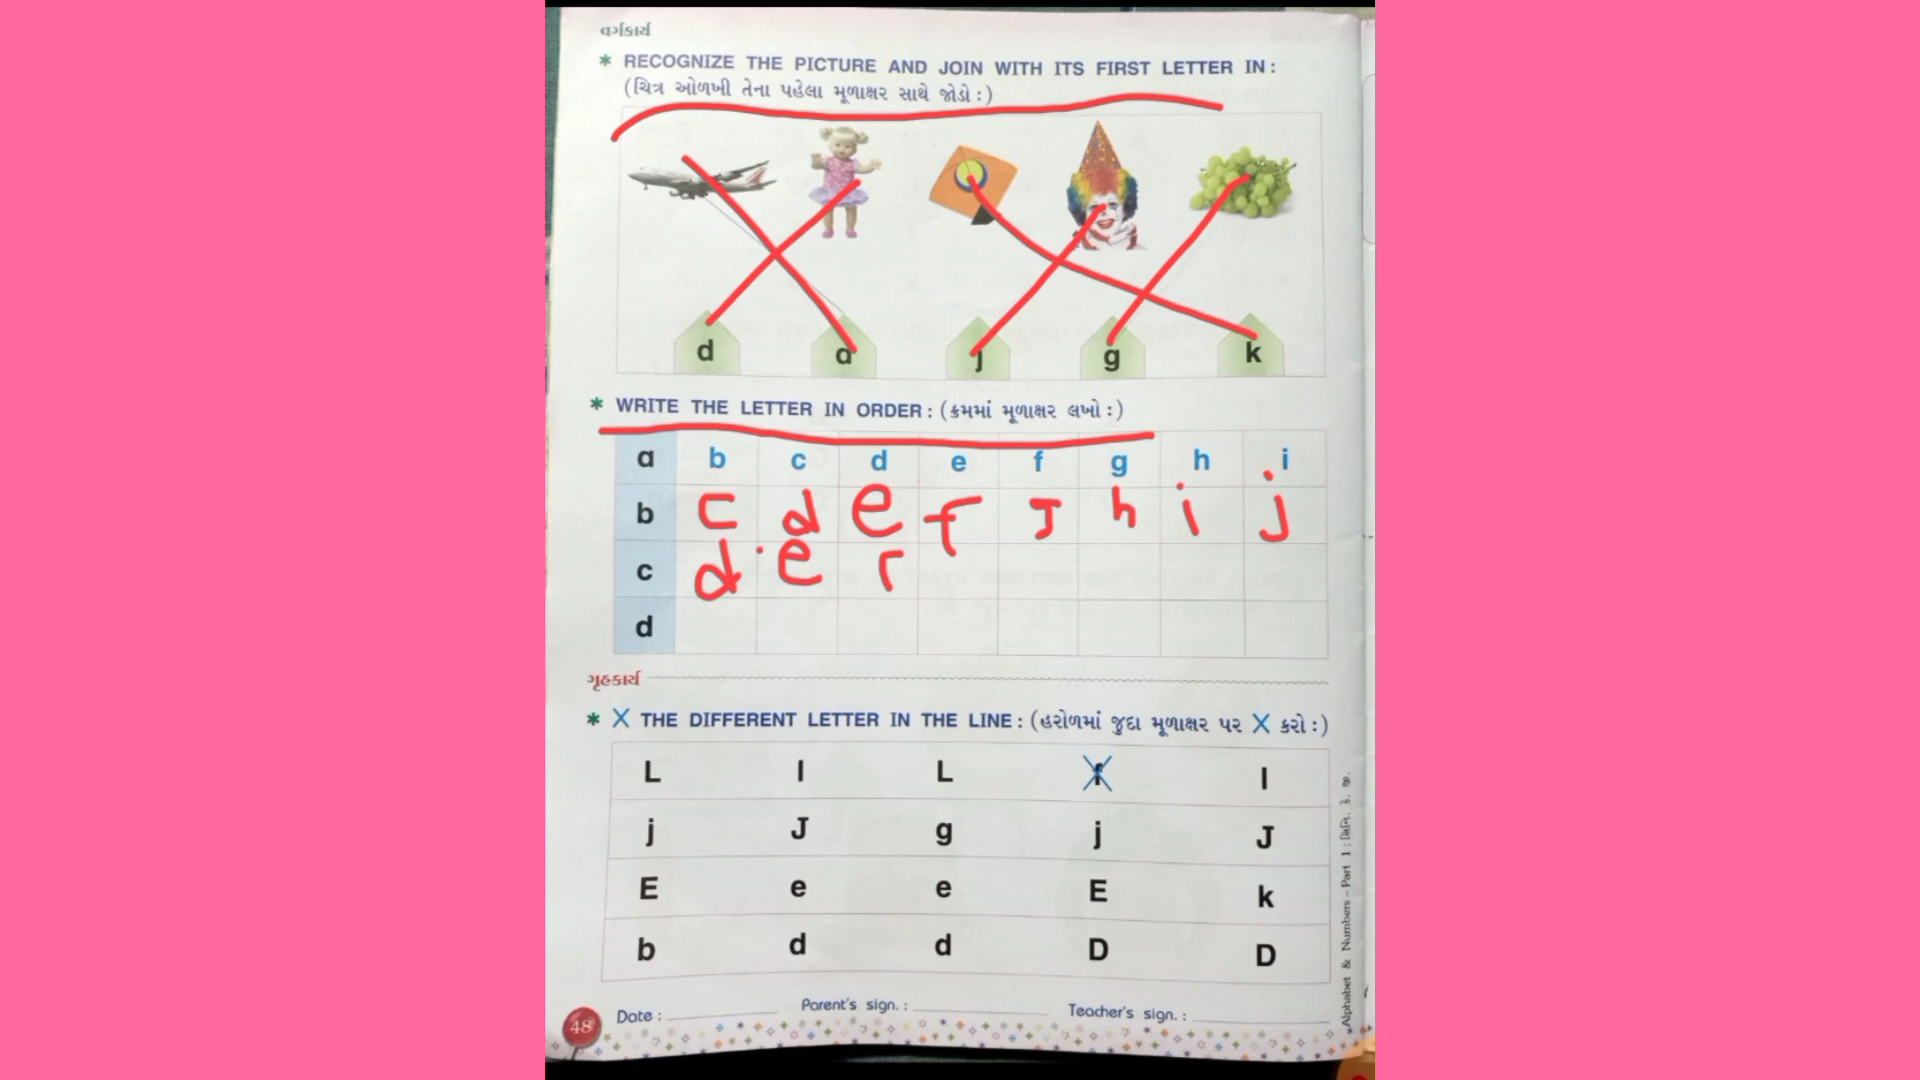 વર્ગકાર્ય
* RECOGNIZE THE PICTURE AND JOIN WITH ITS FIRST LETTER IN :
(ચિત્ર ઓળખી તેના પહેલા મૂળાક્ષર સાથે જોડો :)
d a j g k
* WRITE THE LETTER IN ORDER : (ક્રમમાં મૂળાક્ષર લખો :)
a b c d e f g h i
b c d e f g h i j
c d e
d
ગૃહકાર્ય
* X THE DIFFERENT LETTER IN THE LINE : (હરોળમાં જુદા મૂળાક્ષર પર X કરો :)
L l L f l
j J g j J
E e e E k
b d d D D
Date : Parent's sign. : Teacher's sign. :
48
Alphabet & Numbers – Part 1 : સિનિ. કે. જી.